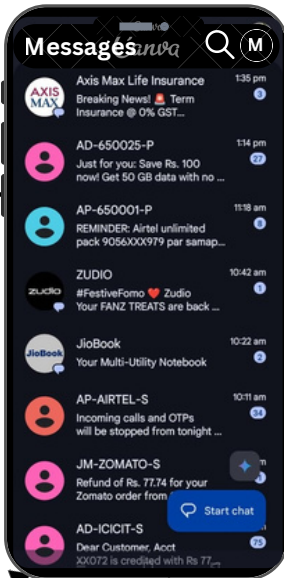 Canva
Messages
M
Axis Max Life Insurance
1:35 pm
AXIS
MAX
Breaking News! 🚨 Term
Insurance @ 0% GST...
3
AD-650025-P
1:14 pm
Just for you: Save Rs. 100
now! Get 50 GB data with no ...
27
AP-650001-P
11:18 am
REMINDER: Airtel unlimited
pack 9056XXX979 par samap...
8
ZUDIO
10:42 am
ZUDIO
#FestiveFomo ❤️ Zudio
Your FANZ TREATS are back ...
1
JioBook
10:22 am
JioBook
Your Multi-Utility Notebook
2
AP-AIRTEL-S
10:11 am
Incoming calls and OTPs
will be stopped from tonight ...
34
JM-ZOMATO-S
Refund of Rs. 77.74 for your
Zomato order from
Start chat
AD-ICICIT-S
Dear Customer, Acct
XX072 is credited with Rs 77,...
75